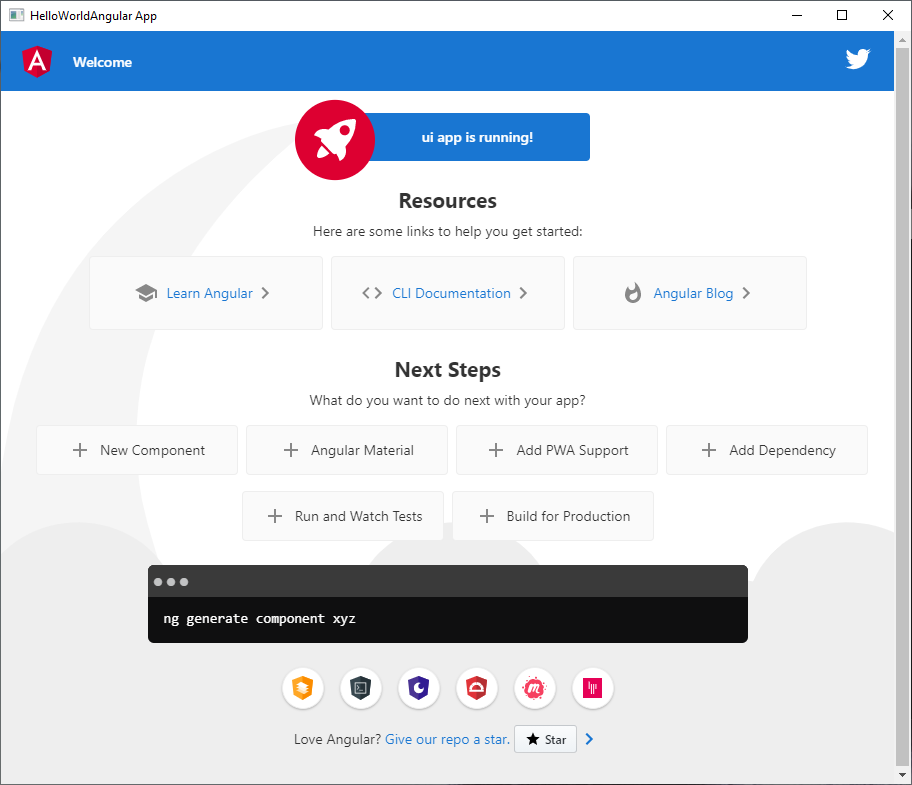 HelloWorldAngular App
Welcome
ui app is running!
Resources
Here are some links to help you get started:
Learn Angular
CLI Documentation
Angular Blog
Next Steps
What do you want to do next with your app?
New Component
Angular Material
Add PWA Support
Add Dependency
Run and Watch Tests
Build for Production
ng generate component xyz
Love Angular? Give our repo a star. Star